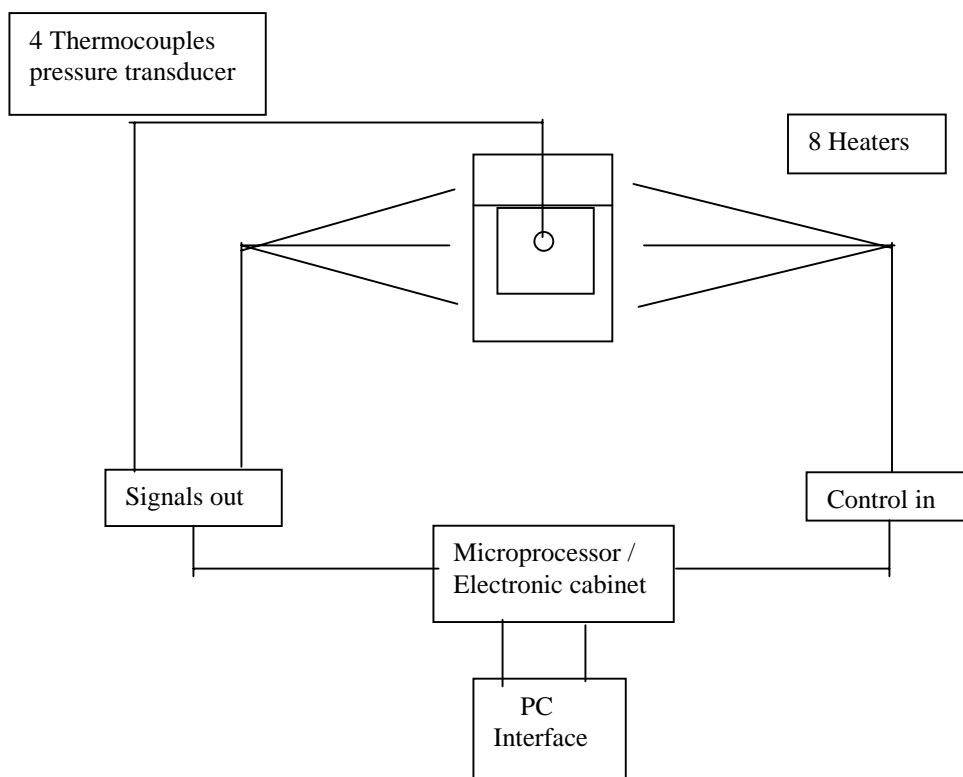 4 Thermocouples
pressure transducer
8 Heaters
Signals out
Control in
Microprocessor /
Electronic cabinet
PC
Interface